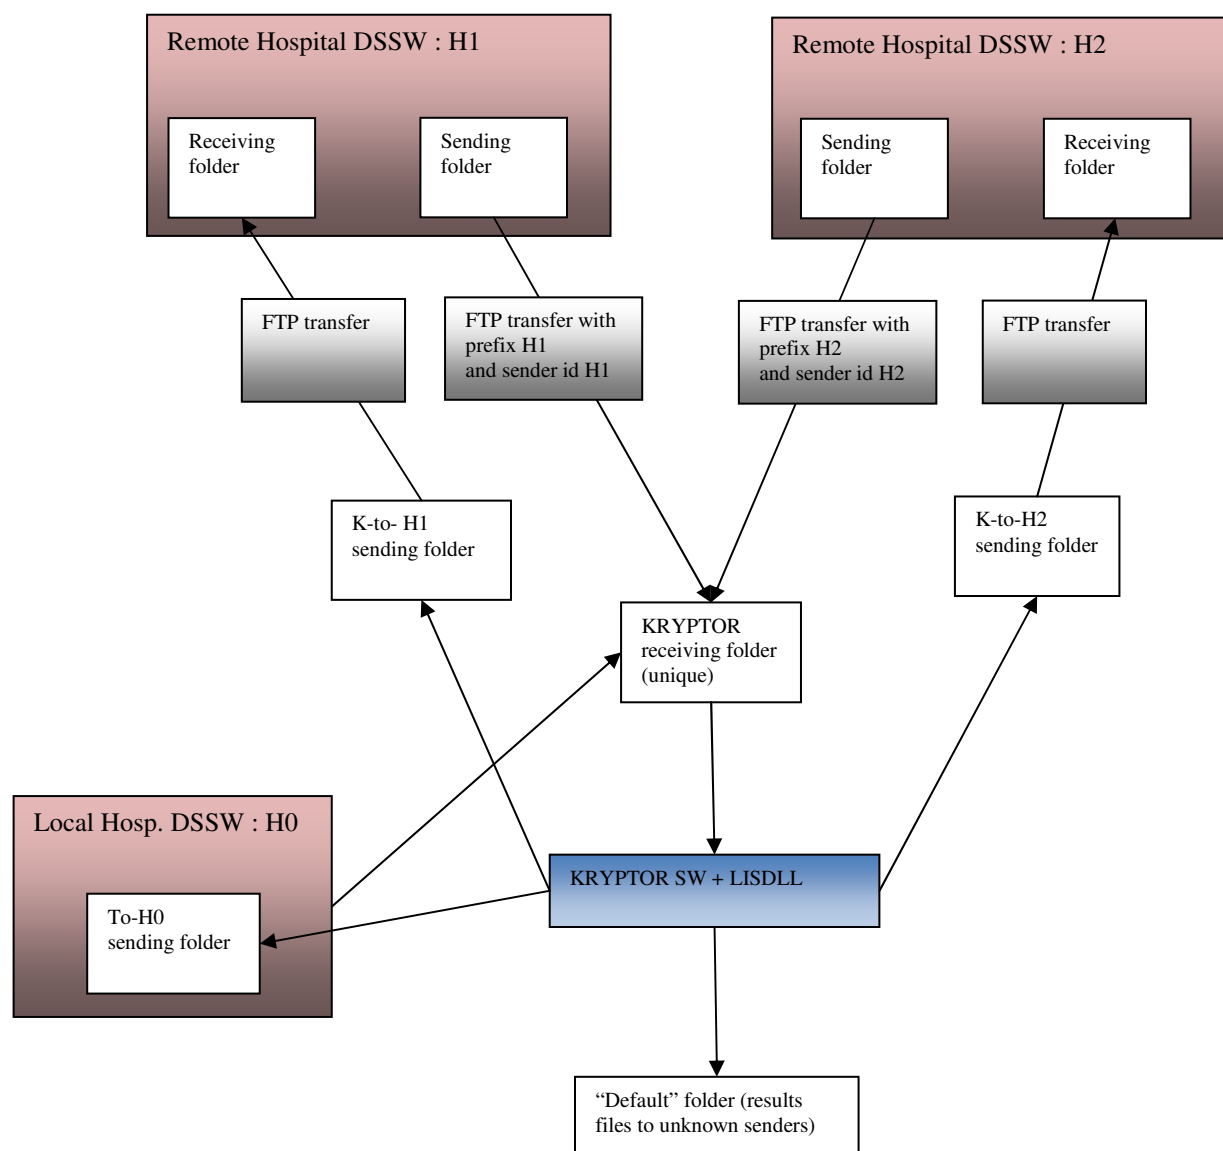 Remote Hospital DSSW : H1
Remote Hospital DSSW : H2
Receiving
folder
Sending
folder
Sending
folder
Receiving
folder
FTP transfer
FTP transfer with
prefix H1
and sender id H1
FTP transfer with
prefix H2
and sender id H2
FTP transfer
K-to- H1
sending folder
K-to-H2
sending folder
KRYPTOR
receiving folder
(unique)
Local Hosp. DSSW : H0
To-H0
sending folder
KRYPTOR SW + LISDLL
“Default” folder (results
files to unknown senders)